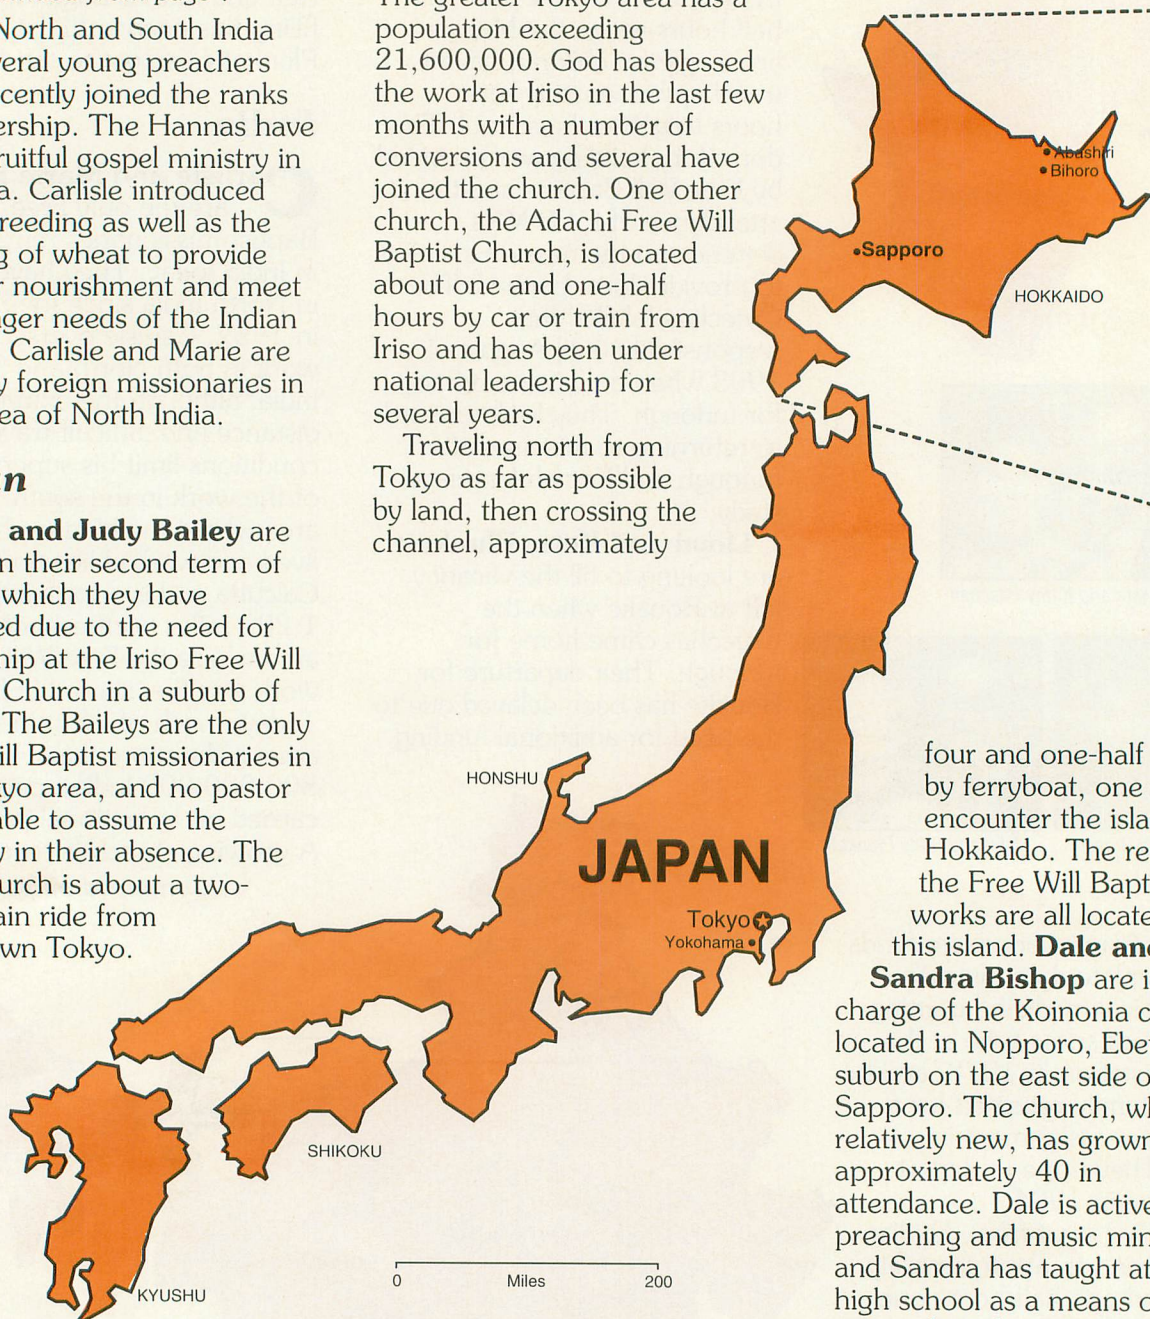 North and South India
veral young preachers
cently joined the ranks
ership. The Hannas have
ruitful gospel ministry in
a. Carlisle introduced
reeding as well as the
g of wheat to provide
r nourishment and meet
ger needs of the Indian
Carlisle and Marie are
y foreign missionaries in
ea of North India.
n
and Judy Bailey are
n their second term of
which they have
ed due to the need for
hip at the Iriso Free Will
Church in a suburb of
The Baileys are the only
ill Baptist missionaries in
kyo area, and no pastor
able to assume the
y in their absence. The
urch is about a two-
ain ride from
wn Tokyo.
The greater Tokyo area has a
population exceeding
21,600,000. God has blessed
the work at Iriso in the last few
months with a number of
conversions and several have
joined the church. One other
church, the Adachi Free Will
Baptist Church, is located
about one and one-half
hours by car or train from
Iriso and has been under
national leadership for
several years.
Traveling north from
Tokyo as far as possible
by land, then crossing the
channel, approximately
four and one-half
by ferryboat, one
encounter the isla
Hokkaido. The re
the Free Will Bapt
works are all locate
this island. Dale an
Sandra Bishop are i
charge of the Koinonia c
located in Nopporo, Ebe
suburb on the east side o
Sapporo. The church, wh
relatively new, has grown
approximately 40 in
attendance. Dale is active
preaching and music min
and Sandra has taught at
high school as a means o
Abashiri
Bihoro
Sapporo
HOKKAIDO
HONSHU
JAPAN
Tokyo
Yokohama
SHIKOKU
KYUSHU
0 Miles 200